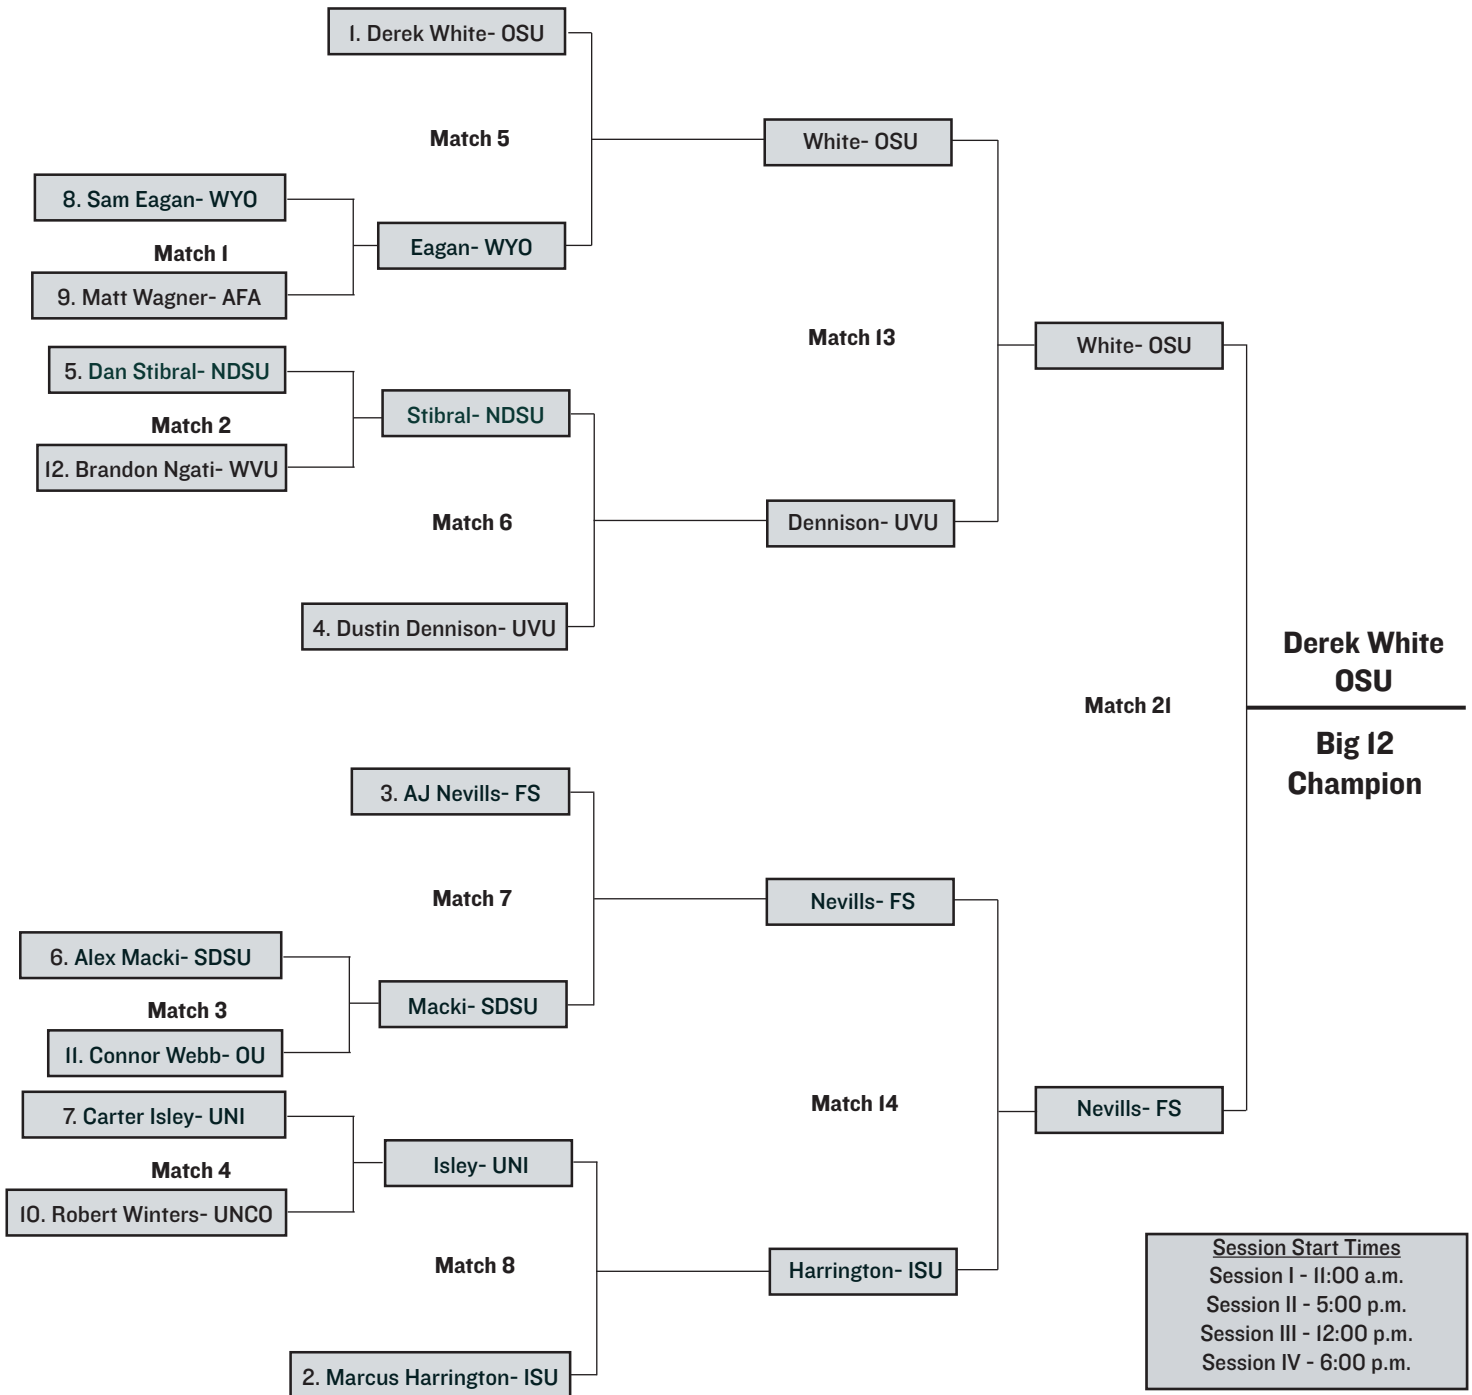 1. Derek White- OSU
Match 5
White- OSU
8. Sam Eagan- WYO
Match 1
Eagan- WYO
9. Matt Wagner- AFA
Match 13
White- OSU
5. Dan Stibral- NDSU
Match 2
Stibral- NDSU
12. Brandon Ngati- WVU
Match 6
Dennison- UVU
4. Dustin Dennison- UVU
Derek White
OSU
Match 21
Big 12
Champion
3. AJ Nevills- FS
Match 7
Nevills- FS
6. Alex Macki- SDSU
Match 3
Macki- SDSU
11. Connor Webb- OU
7. Carter Isley- UNI
Match 14
Nevills- FS
Match 4
Isley- UNI
10. Robert Winters- UNCO
Match 8
Harrington- ISU
2. Marcus Harrington- ISU
Session Start Times
Session I - 11:00 a.m.
Session II - 5:00 p.m.
Session III - 12:00 p.m.
Session IV - 6:00 p.m.